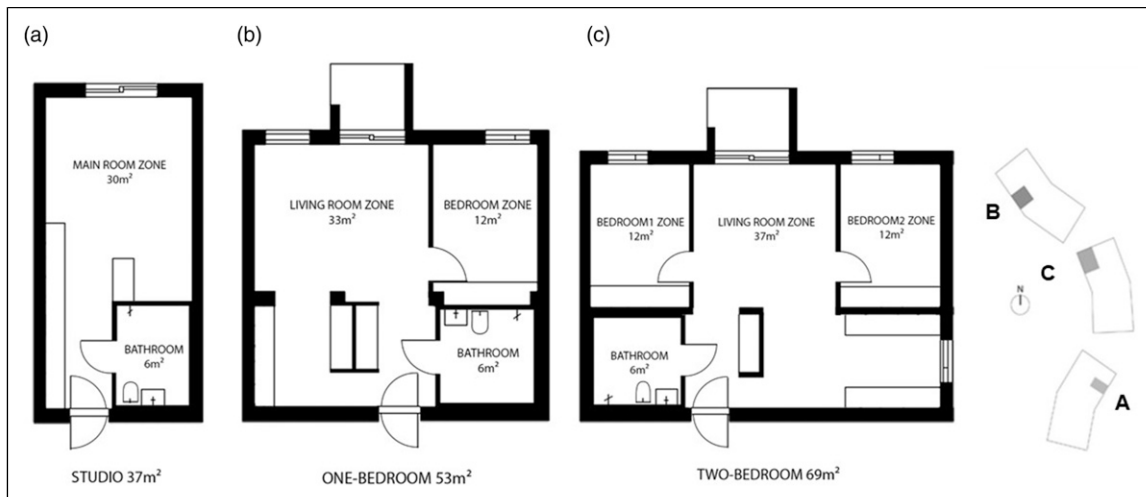 (a)
MAIN ROOM ZONE
30m²
BATHROOM
6m²
STUDIO 37m²
(b)
LIVING ROOM ZONE
33m²
BEDROOM ZONE
12m²
BATHROOM
6m²
ONE-BEDROOM 53m²
(c)
BEDROOM1 ZONE
12m²
LIVING ROOM ZONE
37m²
BEDROOM2 ZONE
12m²
BATHROOM
6m²
TWO-BEDROOM 69m²
B
C
N
A